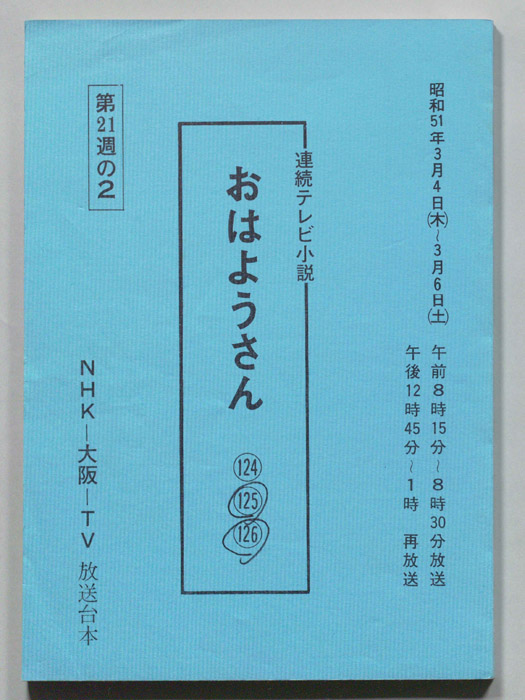 昭和51年3月4日(木)～3月6日(土)
午前8時15分～8時30分放送
午後12時45分～1時 再放送
連続テレビ小説
おはようさん
124
125
126
第21週の2
NHK―大阪―TV 放送台本